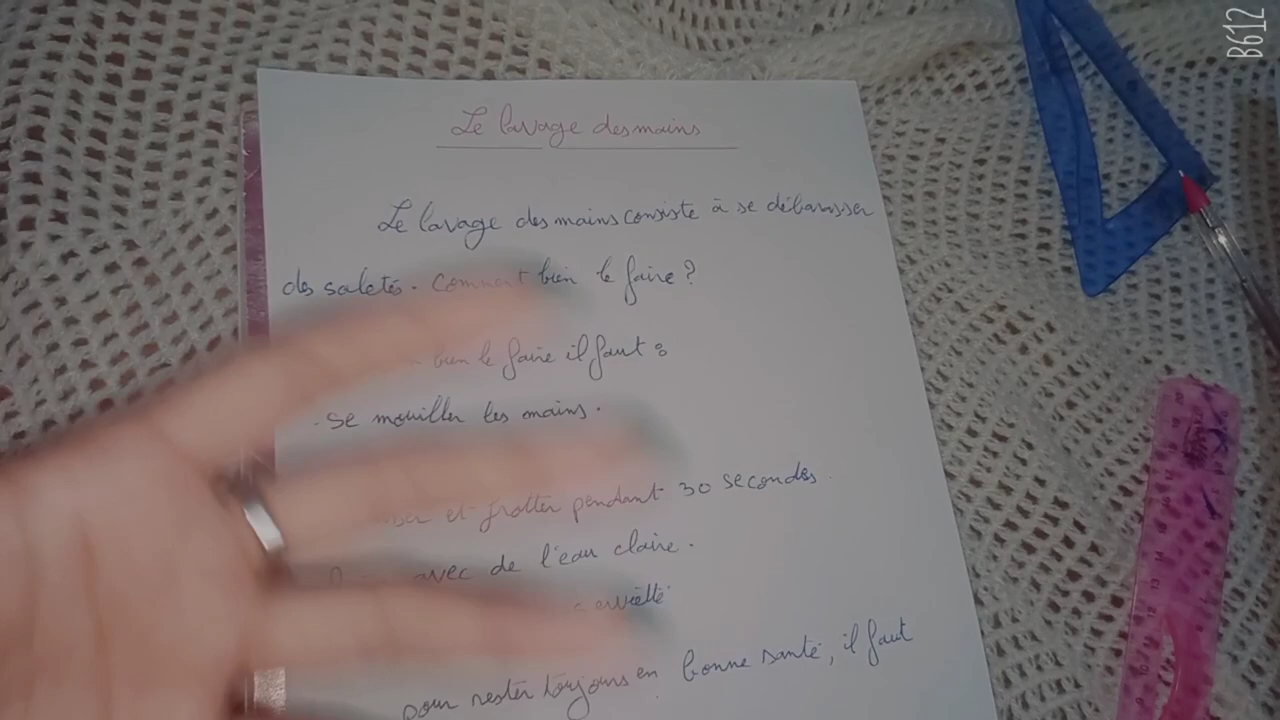 Le lavage des mains
Le lavage des mains consiste à se débarasser
des saletés. Comment bien le faire ?
bien le faire il faut :
. Se mouiller les mains.
et frotter pendant 30 secondes.
avec de l'eau claire.
pour rester toujours en bonne santé, il faut
B612